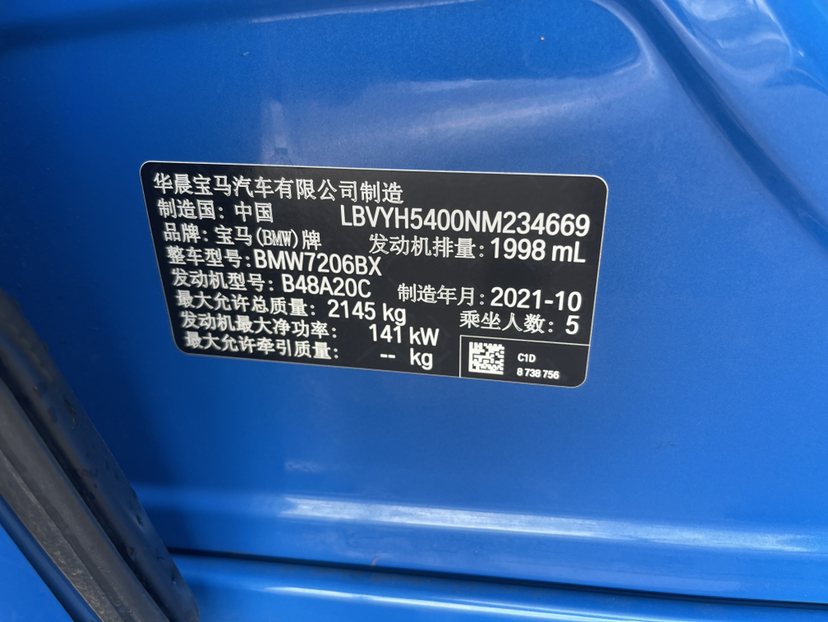 华晨宝马汽车有限公司制造
制造国：中国 LBVYH5400NM234669
品牌：宝马(BMW)牌 发动机排量：1998 mL
整车型号：BMW7206BX
发动机型号：B48A20C 制造年月：2021-10
最大允许总质量：2145 kg 乘坐人数：5
发动机最大净功率：141 kW
最大允许牵引质量：-- kg
C1D
8 738 756